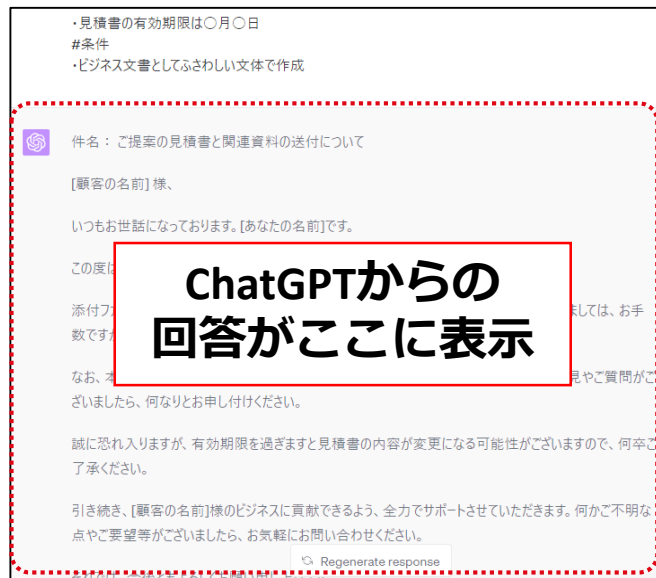 ・見積書の有効期限は〇月〇日
#条件
・ビジネス文書としてふさわしい文体で作成
件名： ご提案の見積書と関連資料の送付について
[顧客の名前] 様、
いつもお世話になっております。[あなたの名前]です。
この度は
ChatGPTからの
添付フ ましては、お手
回答がここに表示
数ですが
なお、本 見やご質問がご
ざいましたら、何なりとお申し付けください。
誠に恐れ入りますが、有効期限を過ぎますと見積書の内容が変更になる可能性がございますので、何卒ご
了承ください。
引き続き、[顧客の名前]様のビジネスに貢献できるよう、全力でサポートさせていただきます。何かご不明な
点やご要望等がございましたら、お気軽にお問い合わせください。
Regenerate response